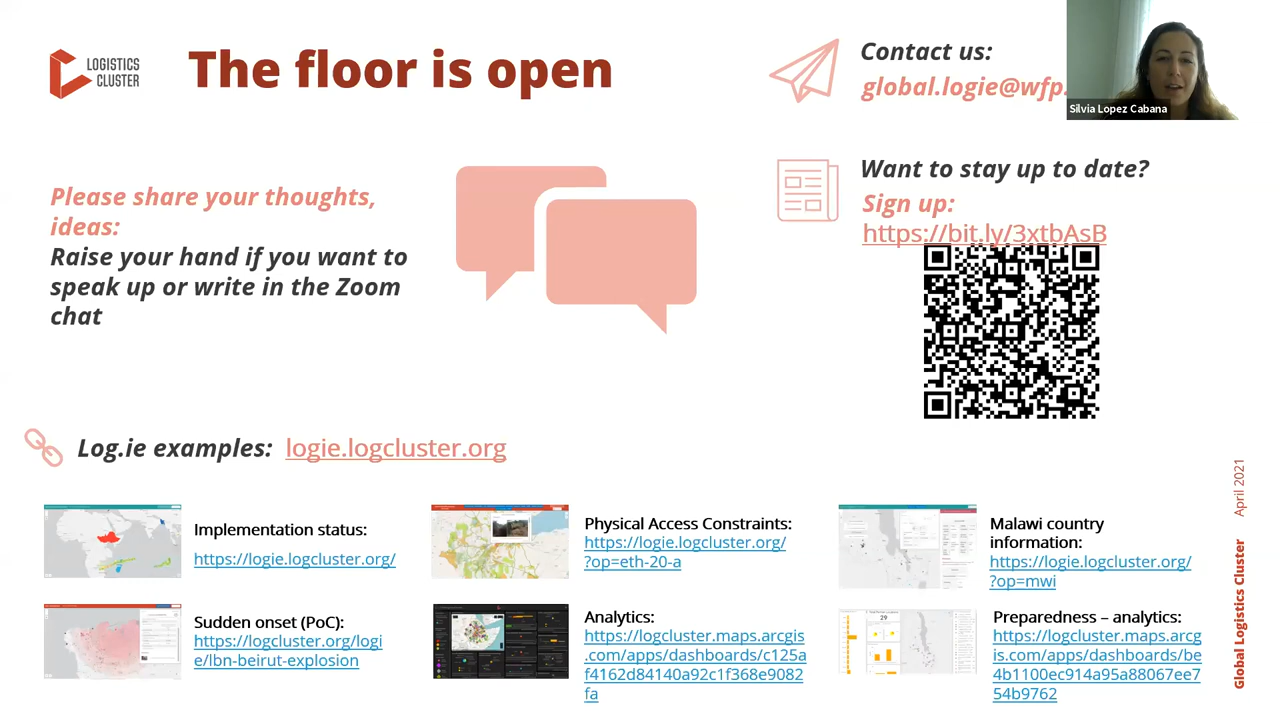 LOGISTICS
CLUSTER
The floor is open
Contact us:
global.logie@wfp.
Silvia Lopez Cabana
Want to stay up to date?
Sign up:
https://bit.ly/3xtbAsB
Please share your thoughts,
ideas:
Raise your hand if you want to
speak up or write in the Zoom
chat
Log.ie examples: logie.logcluster.org
Implementation status:
https://logie.logcluster.org/
Physical Access Constraints:
https://logie.logcluster.org/
?op=eth-20-a
Malawi country
information:
https://logie.logcluster.org/
?op=mwi
Sudden onset (PoC):
https://logcluster.org/logi
e/lbn-beirut-explosion
Analytics:
https://logcluster.maps.arcgis
.com/apps/dashboards/c125a
f4162d84140a92c1f368e9082
fa
29
Preparedness – analytics:
https://logcluster.maps.arcg
is.com/apps/dashboards/be
4b1100ec914a95a88067ee7
54b9762
Global Logistics Cluster April 2021